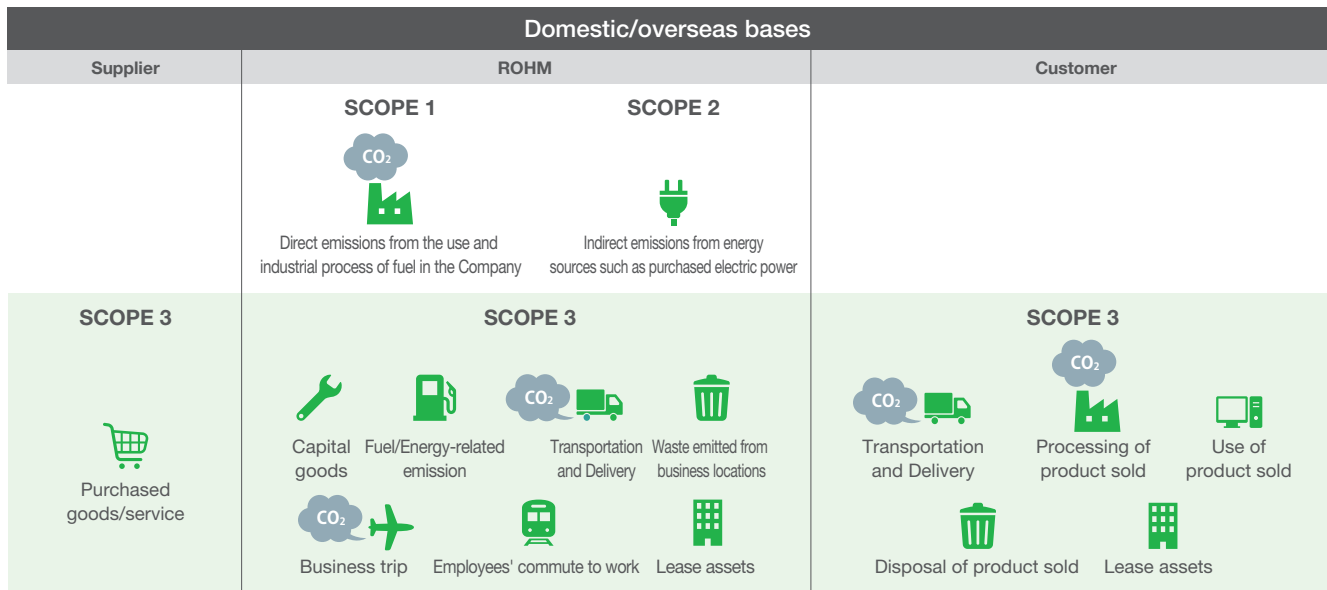 Domestic/overseas bases
Supplier
ROHM
Customer
SCOPE 1
CO₂
Direct emissions from the use and
industrial process of fuel in the Company
SCOPE 2
Indirect emissions from energy
sources such as purchased electric power
SCOPE 3
Purchased
goods/service
SCOPE 3
Capital
goods
Fuel/Energy-related
emission
CO₂
Transportation
and Delivery
Waste emitted from
business locations
CO₂
Business trip
Employees' commute to work
Lease assets
SCOPE 3
CO₂
Transportation
and Delivery
CO₂
Processing of
product sold
Use of
product sold
Disposal of product sold
Lease assets